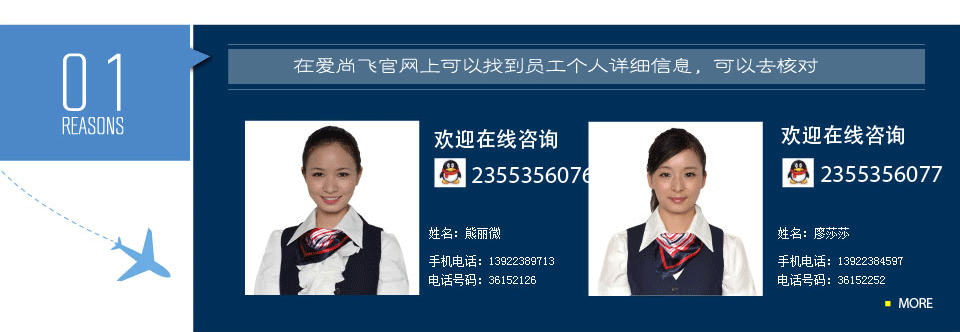 01
REASONS
在爱尚飞官网上可以找到员工个人详细信息，可以去核对
欢迎在线咨询
2355356076
姓名：熊丽微
手机电话：13922389713
电话号码：36152126
欢迎在线咨询
2355356077
姓名：廖莎莎
手机电话：13922384597
电话号码：36152252
MORE